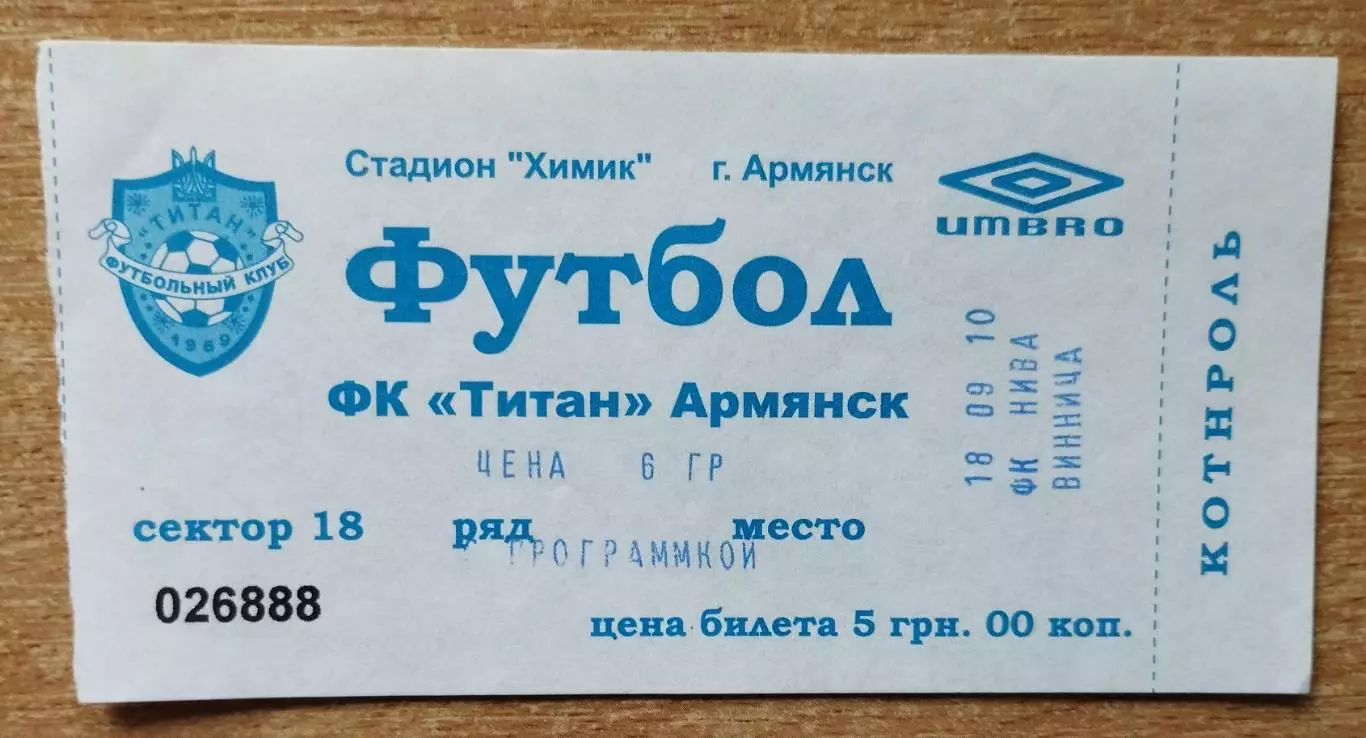 Стадион "Химик" г. Армянск
"ТИТАН"
ФУТБОЛЬНЫЙ КЛУБ
1969
UMBRO
Футбол
ФК «Титан» Армянск
ЦЕНА 6 ГР
18 09 10
ФК НИВА
ВИННИЦА
сектор 18 ряд место
ПРОГРАММКОЙ
026888
цена билета 5 грн. 00 коп.
КОТНРОЛЬ